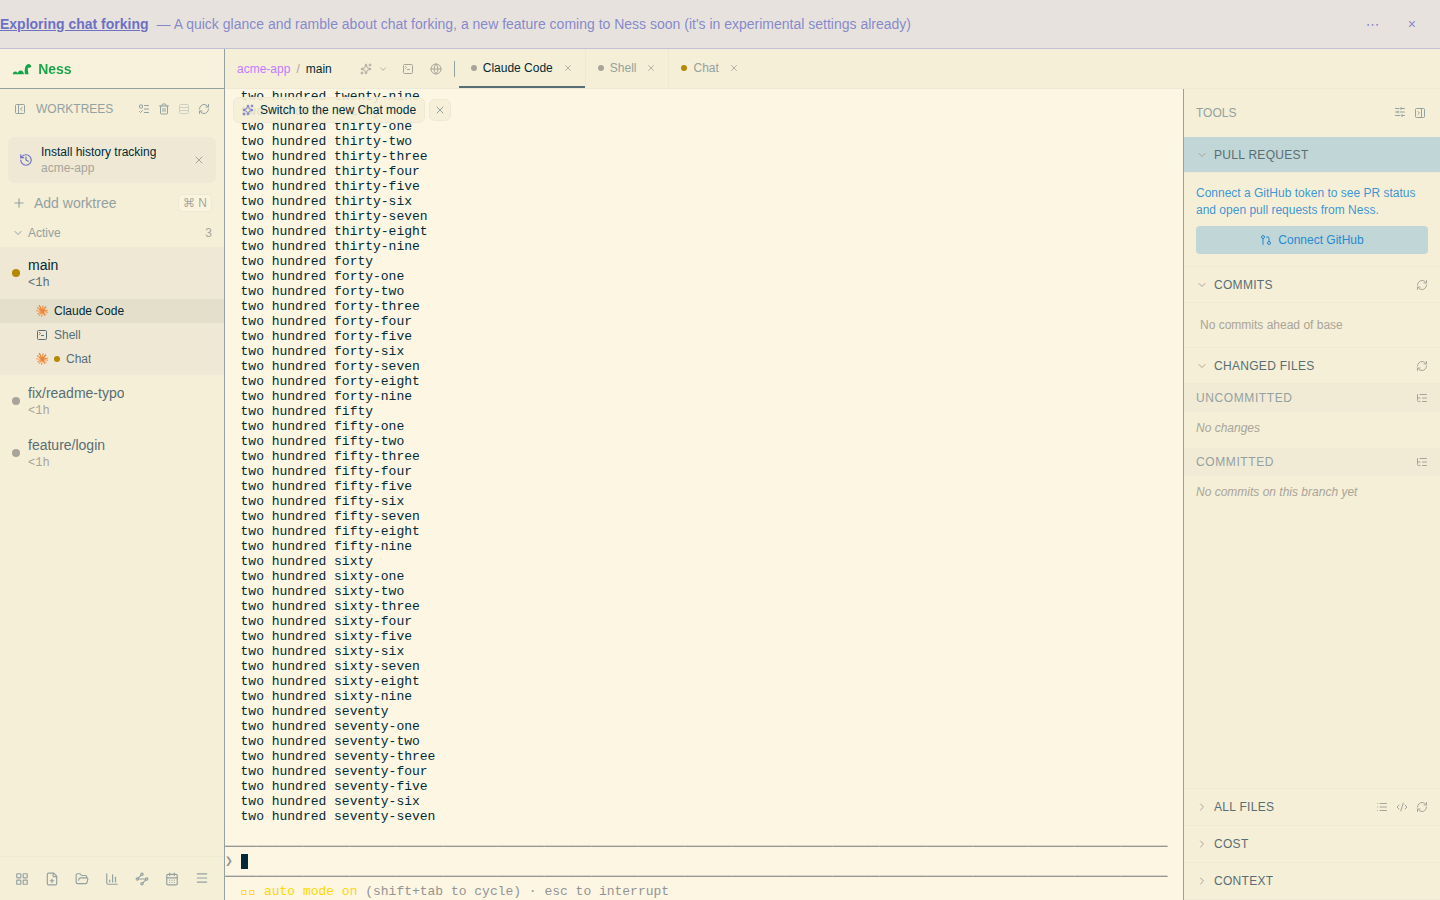 Exploring chat forking — A quick glance and ramble about chat forking, a new feature coming to Ness soon (it's in experimental settings already)
Ness
acme-app / main
Claude Code
Shell
Chat
WORKTREES
Install history tracking
acme-app
Add worktree ⌘ N
Active 3
main
<1h
Claude Code
Shell
Chat
fix/readme-typo
<1h
feature/login
<1h
two hundred twenty-nine
Switch to the new Chat mode
two hundred thirty-one
two hundred thirty-two
two hundred thirty-three
two hundred thirty-four
two hundred thirty-five
two hundred thirty-six
two hundred thirty-seven
two hundred thirty-eight
two hundred thirty-nine
two hundred forty
two hundred forty-one
two hundred forty-two
two hundred forty-three
two hundred forty-four
two hundred forty-five
two hundred forty-six
two hundred forty-seven
two hundred forty-eight
two hundred forty-nine
two hundred fifty
two hundred fifty-one
two hundred fifty-two
two hundred fifty-three
two hundred fifty-four
two hundred fifty-five
two hundred fifty-six
two hundred fifty-seven
two hundred fifty-eight
two hundred fifty-nine
two hundred sixty
two hundred sixty-one
two hundred sixty-two
two hundred sixty-three
two hundred sixty-four
two hundred sixty-five
two hundred sixty-six
two hundred sixty-seven
two hundred sixty-eight
two hundred sixty-nine
two hundred seventy
two hundred seventy-one
two hundred seventy-two
two hundred seventy-three
two hundred seventy-four
two hundred seventy-five
two hundred seventy-six
two hundred seventy-seven
❯
auto mode on (shift+tab to cycle) · esc to interrupt
TOOLS
PULL REQUEST
Connect a GitHub token to see PR status
and open pull requests from Ness.
Connect GitHub
COMMITS
No commits ahead of base
CHANGED FILES
UNCOMMITTED
No changes
COMMITTED
No commits on this branch yet
ALL FILES
COST
CONTEXT